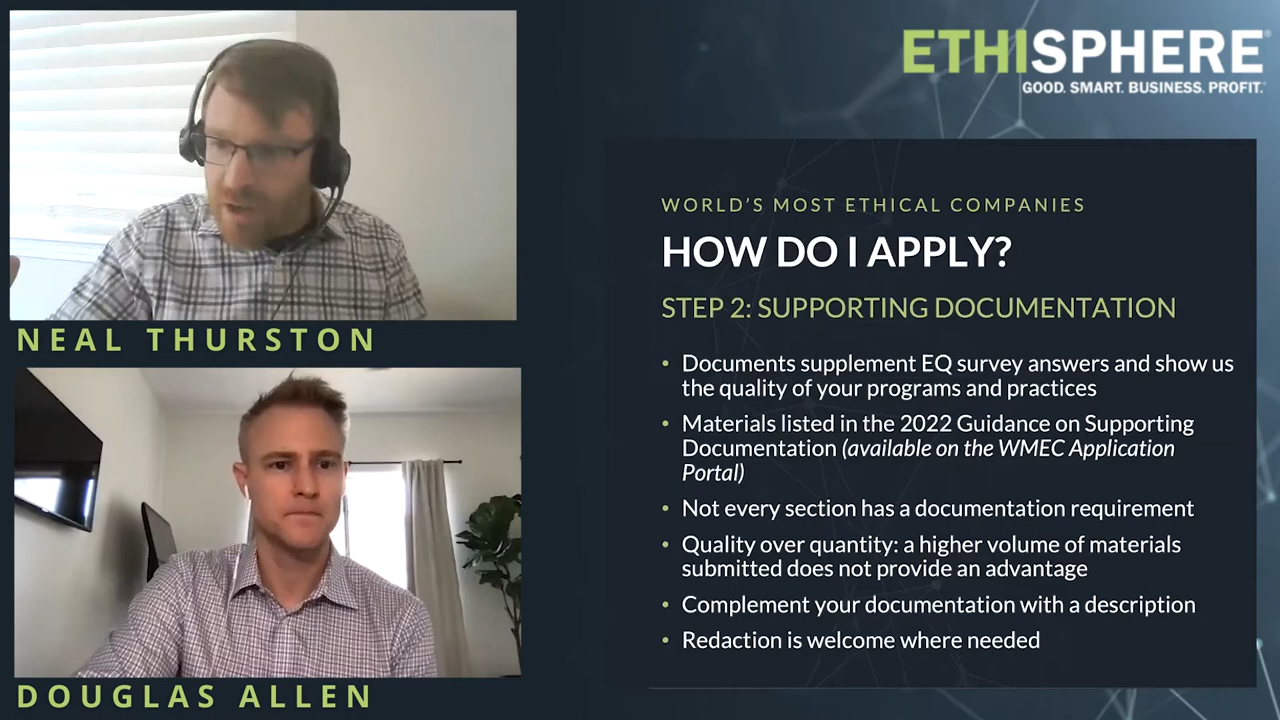 NEAL THURSTON
DOUGLAS ALLEN
ETHISPHERE®
GOOD. SMART. BUSINESS. PROFIT.®
WORLD'S MOST ETHICAL COMPANIES
HOW DO I APPLY?
STEP 2: SUPPORTING DOCUMENTATION
• Documents supplement EQ survey answers and show us
the quality of your programs and practices
• Materials listed in the 2022 Guidance on Supporting
Documentation (available on the WMEC Application
Portal)
• Not every section has a documentation requirement
• Quality over quantity: a higher volume of materials
submitted does not provide an advantage
• Complement your documentation with a description
• Redaction is welcome where needed